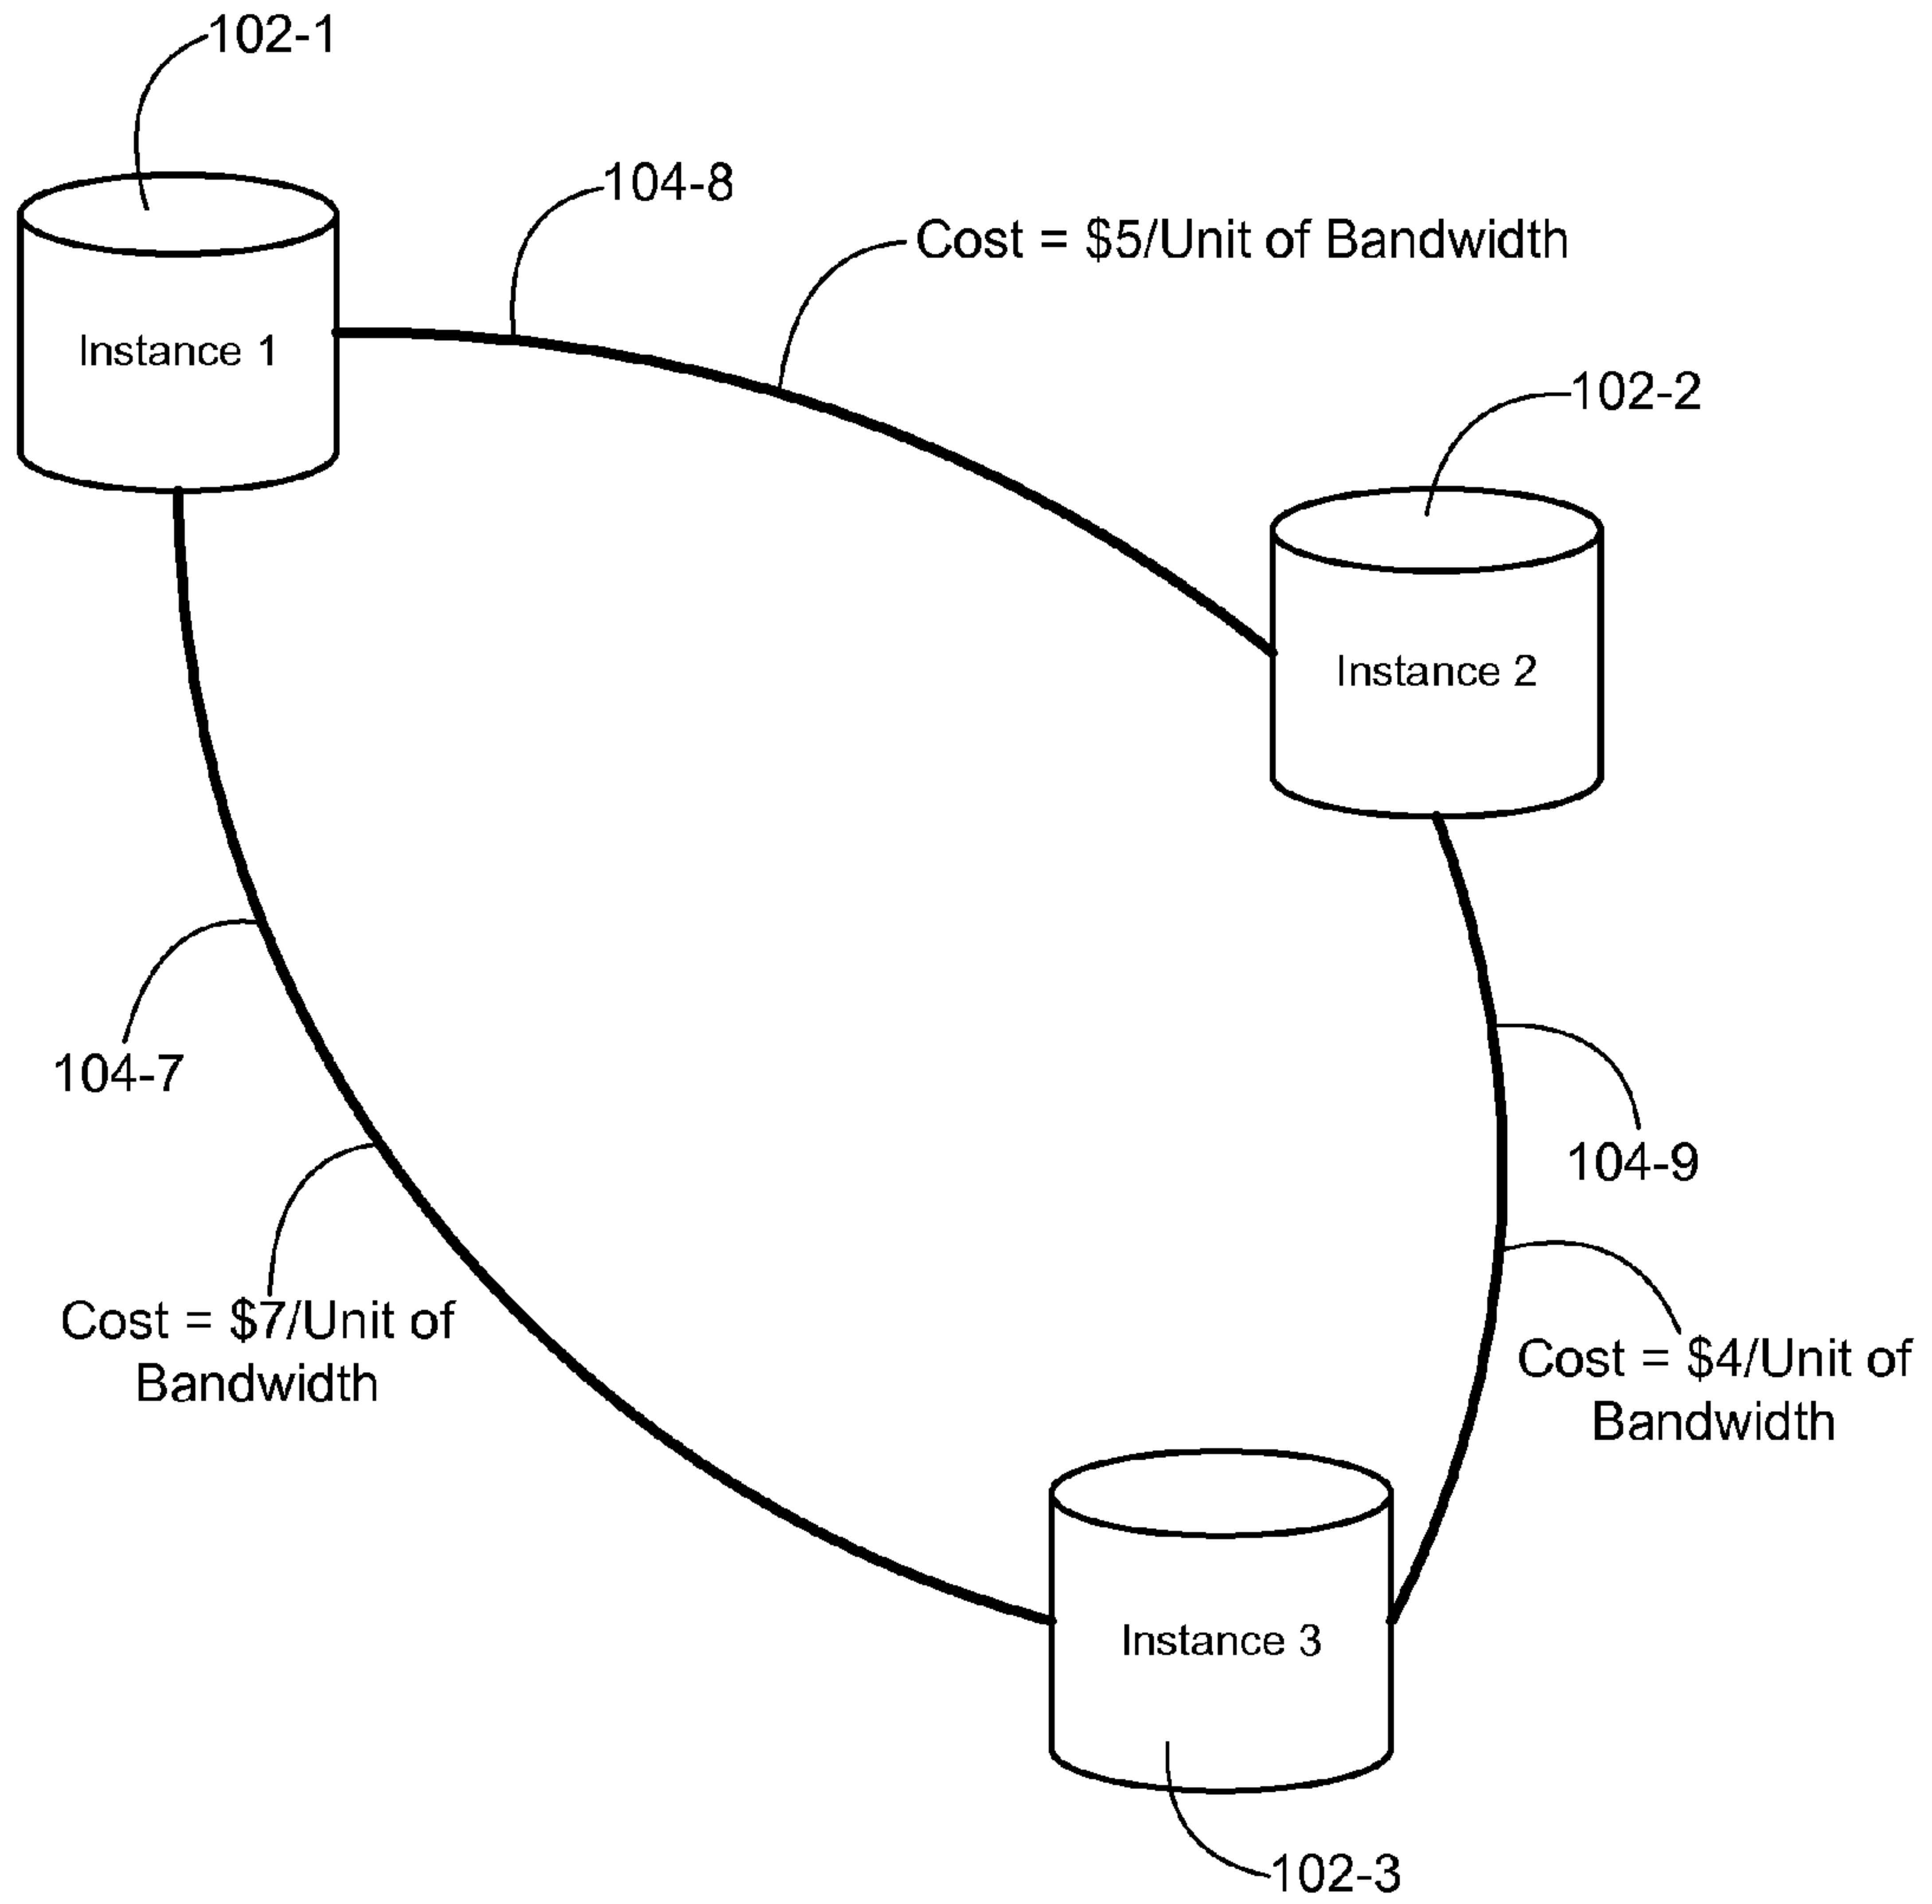 102-1
104-8
Cost = $5/Unit of Bandwidth
Instance 1
102-2
Instance 2
104-7
104-9
Cost = $7/Unit of
Bandwidth
Cost = $4/Unit of
Bandwidth
Instance 3
102-3